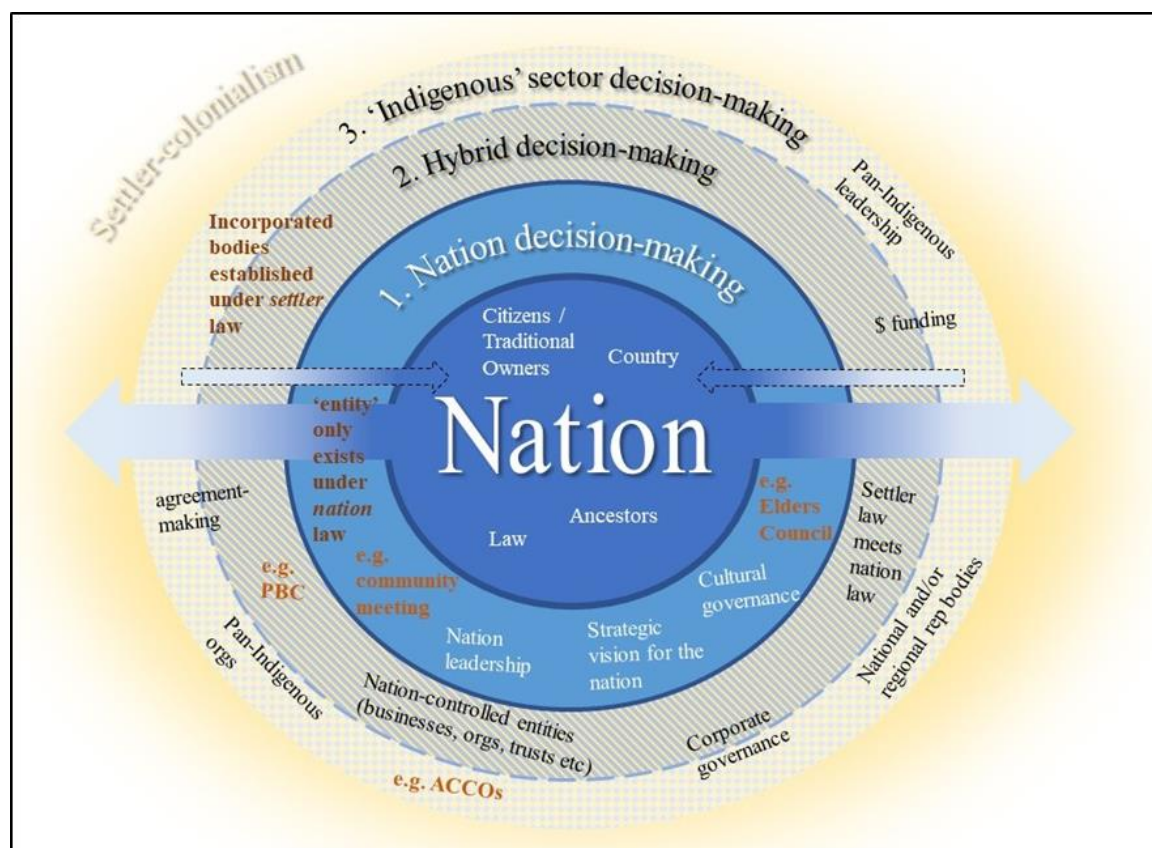 Settler-colonialism
3. ‘Indigenous’ sector decision-making
2. Hybrid decision-making
1. Nation decision-making
Pan-Indigenous
leadership
Incorporated
bodies
established
under settler
law
Citizens /
Traditional
Owners
Country
$ funding
Nation
‘entity’
only
exists
under
nation
law
Ancestors
Law
e.g.
Elders
Council
Settler
law
meets
nation
law
agreement-
making
e.g.
PBC
e.g.
community
meeting
Cultural
governance
Nation
leadership
Strategic
vision for the
nation
National and/or
regional rep bodies
Pan-Indigenous
orgs
Nation-controlled entities
(businesses, orgs, trusts etc)
Corporate
governance
e.g. ACCOs